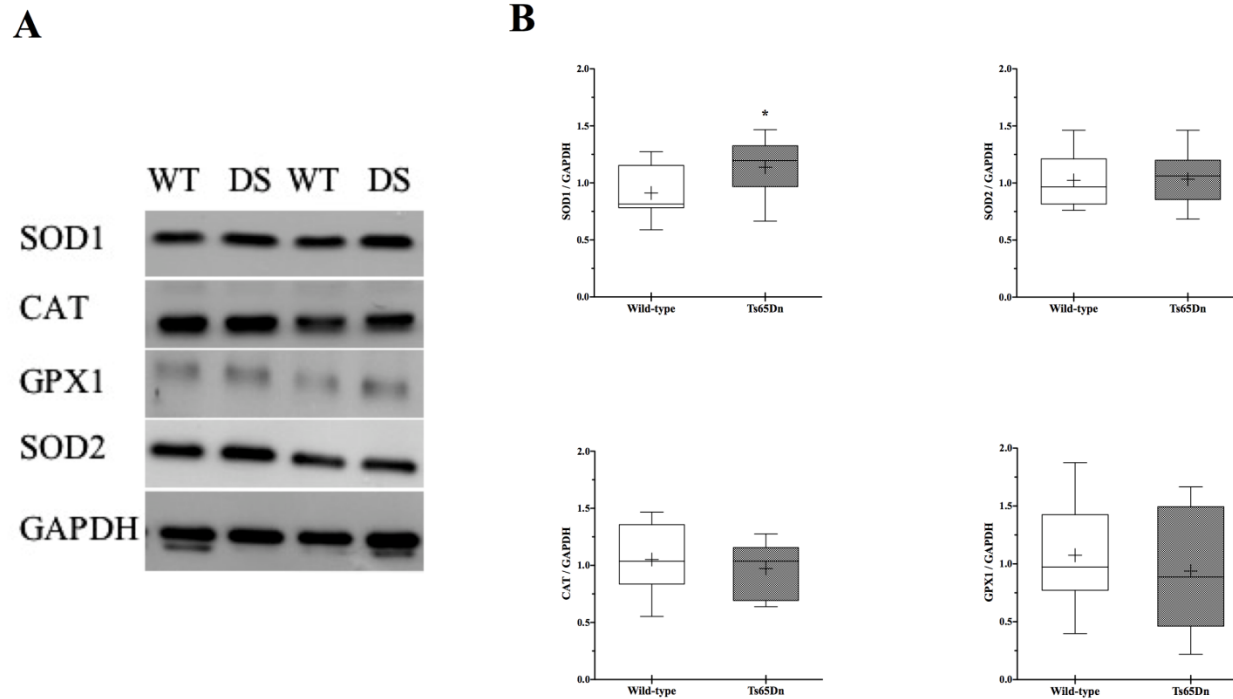 A
B
WT DS WT DS
SOD1
CAT
GPX1
SOD2
GAPDH
2.0
1.5
1.0
0.5
0.0
SOD1 / GAPDH
*
Wild-type Ts65Dn
2.0
1.5
1.0
0.5
0.0
SOD2 / GAPDH
Wild-type Ts65Dn
2.0
1.5
1.0
0.5
0.0
CAT / GAPDH
Wild-type Ts65Dn
2.0
1.5
1.0
0.5
0.0
GPX1 / GAPDH
Wild-type Ts65Dn